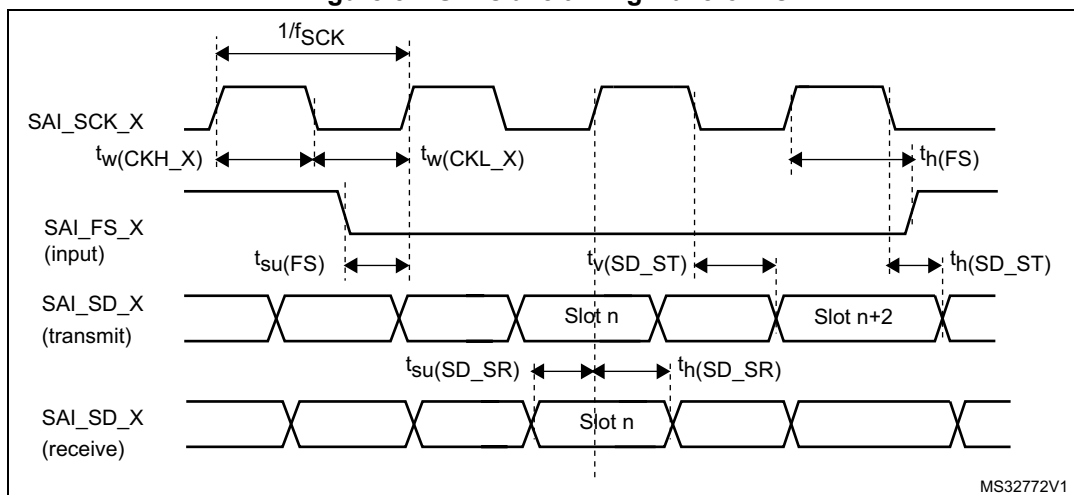 1/fSCK
SAI_SCK_X
tw(CKH_X)
tw(CKL_X)
th(FS)
SAI_FS_X
(input)
tsu(FS)
tv(SD_ST)
th(SD_ST)
SAI_SD_X
(transmit)
Slot n
Slot n+2
tsu(SD_SR)
th(SD_SR)
SAI_SD_X
(receive)
Slot n
MS32772V1